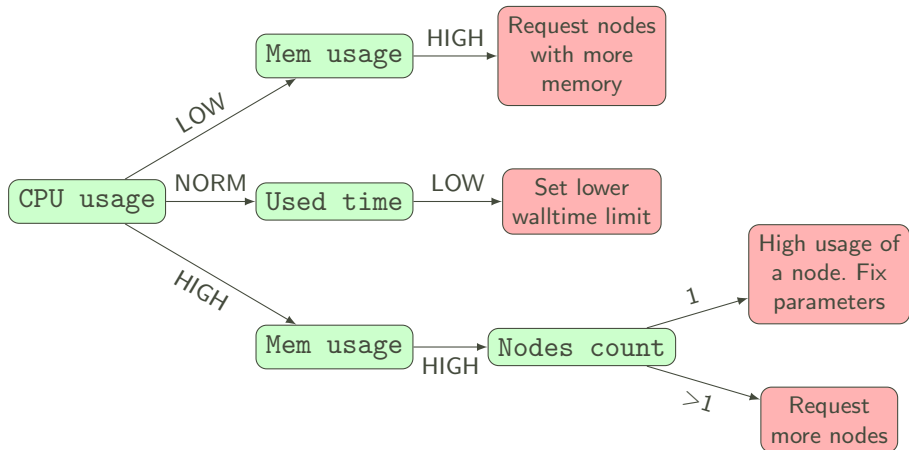 Mem usage
HIGH
Request nodes
with more
memory
LOW
CPU usage
NORM
Used time
LOW
Set lower
walltime limit
HIGH
Mem usage
HIGH
Nodes count
1
High usage of
a node. Fix
parameters
>1
Request
more nodes